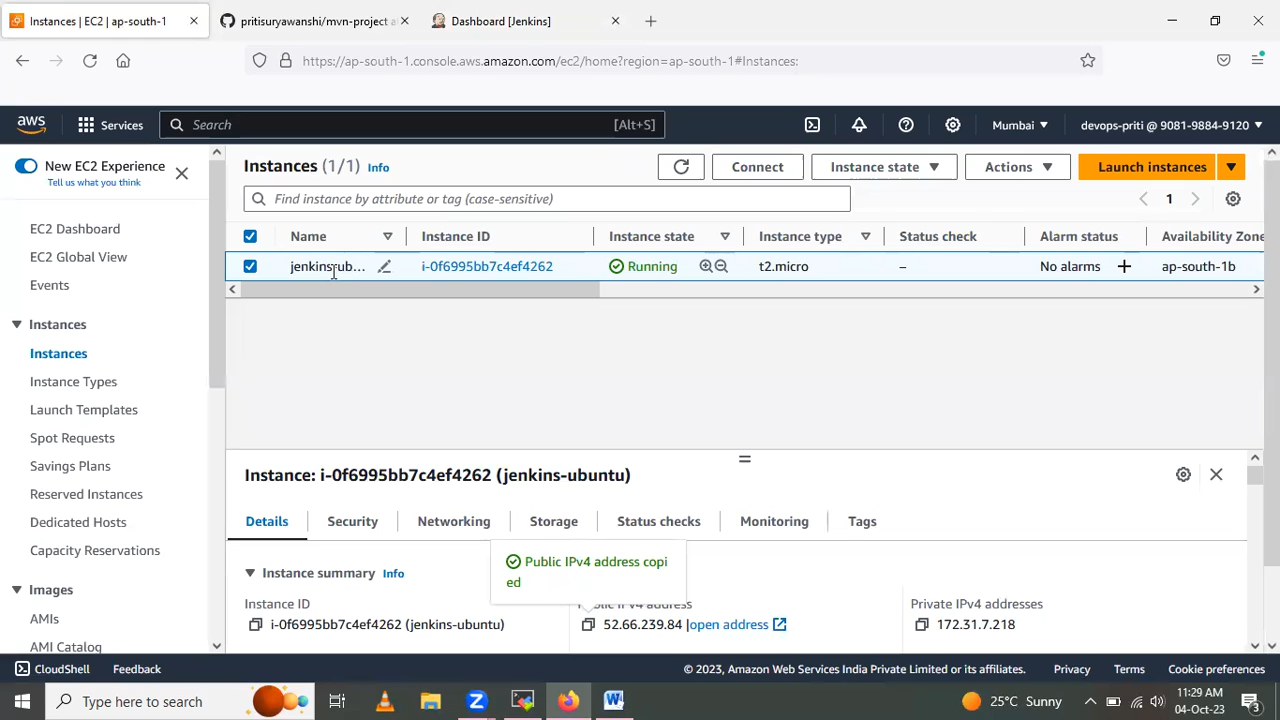 Instances | EC2 | ap-south-1
pritisuryawanshi/mvn-project a
Dashboard [Jenkins]
https://ap-south-1.console.aws.amazon.com/ec2/home?region=ap-south-1#Instances:
aws
Services
Search
[Alt+S]
Mumbai
devops-priti @ 9081-9884-9120
New EC2 Experience
Tell us what you think
EC2 Dashboard
EC2 Global View
Events
Instances
Instances
Instance Types
Launch Templates
Spot Requests
Savings Plans
Reserved Instances
Dedicated Hosts
Capacity Reservations
Images
AMIs
AMI Catalog
Instances (1/1) Info
Connect
Instance state
Actions
Launch instances
Find instance by attribute or tag (case-sensitive)
1
Name Instance ID Instance state Instance type Status check Alarm status Availability Zone
jenkins-ub... i-0f6995bb7c4ef4262 Running t2.micro – No alarms + ap-south-1b
Instance: i-0f6995bb7c4ef4262 (jenkins-ubuntu)
Details Security Networking Storage Status checks Monitoring Tags
Public IPv4 address copi
ed
Instance summary Info
Instance ID
i-0f6995bb7c4ef4262 (jenkins-ubuntu)
Public IPv4 address
52.66.239.84 |open address
Private IPv4 addresses
172.31.7.218
CloudShell Feedback © 2023, Amazon Web Services India Private Limited or its affiliates. Privacy Terms Cookie preferences
Type here to search
25°C Sunny
11:29 AM
04-Oct-23
3